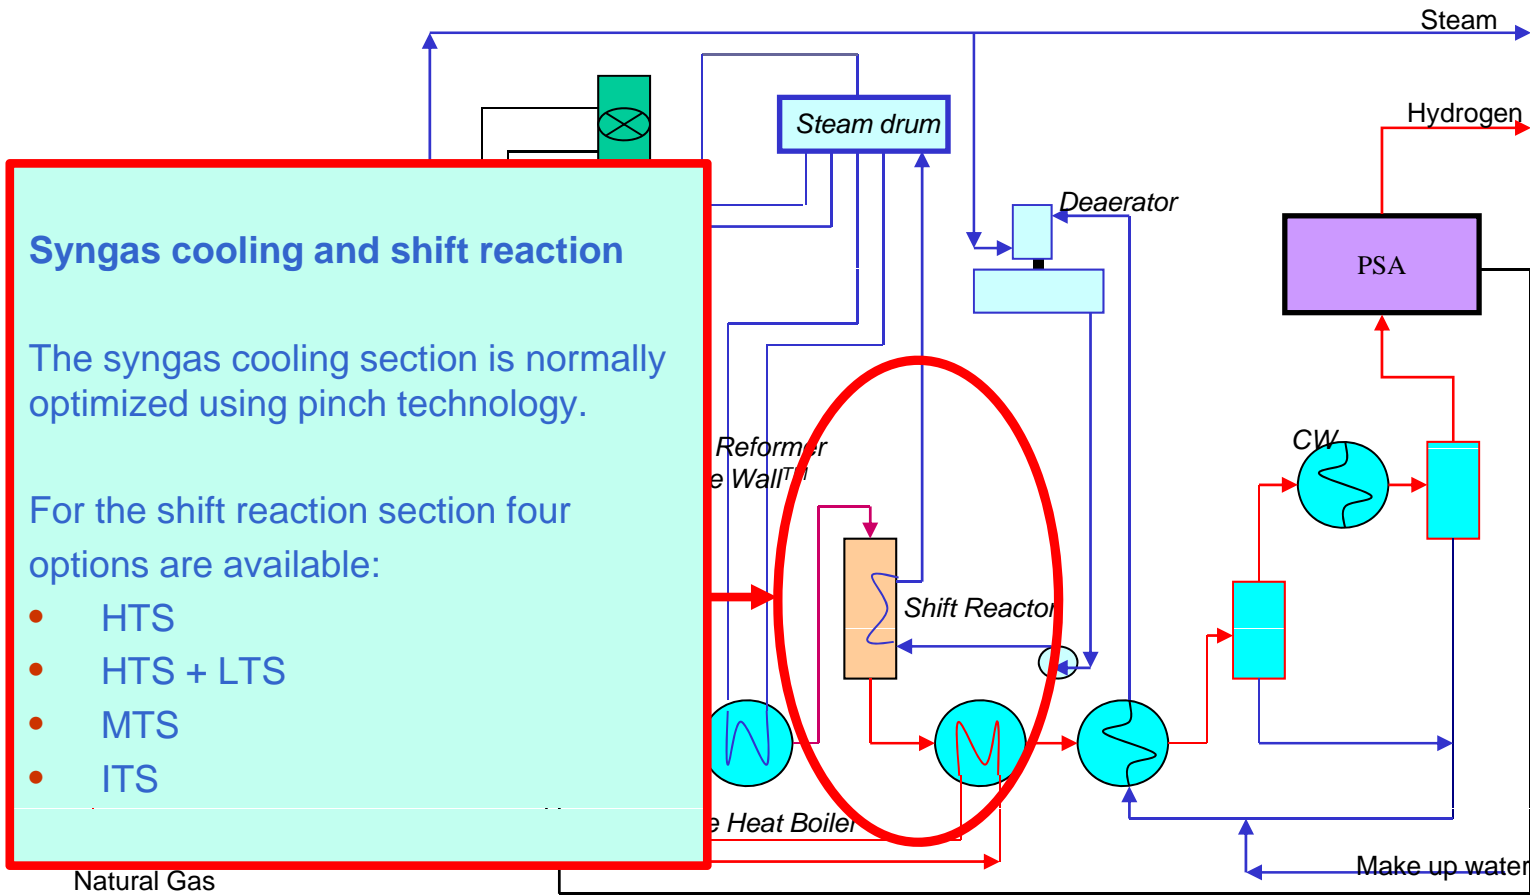 Steam
Hydrogen
Steam drum
Deaerator
PSA
Syngas cooling and shift reaction
The syngas cooling section is normally
optimized using pinch technology.
For the shift reaction section four
options are available:
• HTS
• HTS + LTS
• MTS
• ITS
Reformer
e Wall™
CW
Shift Reactor
e Heat Boiler
Make up water
Natural Gas